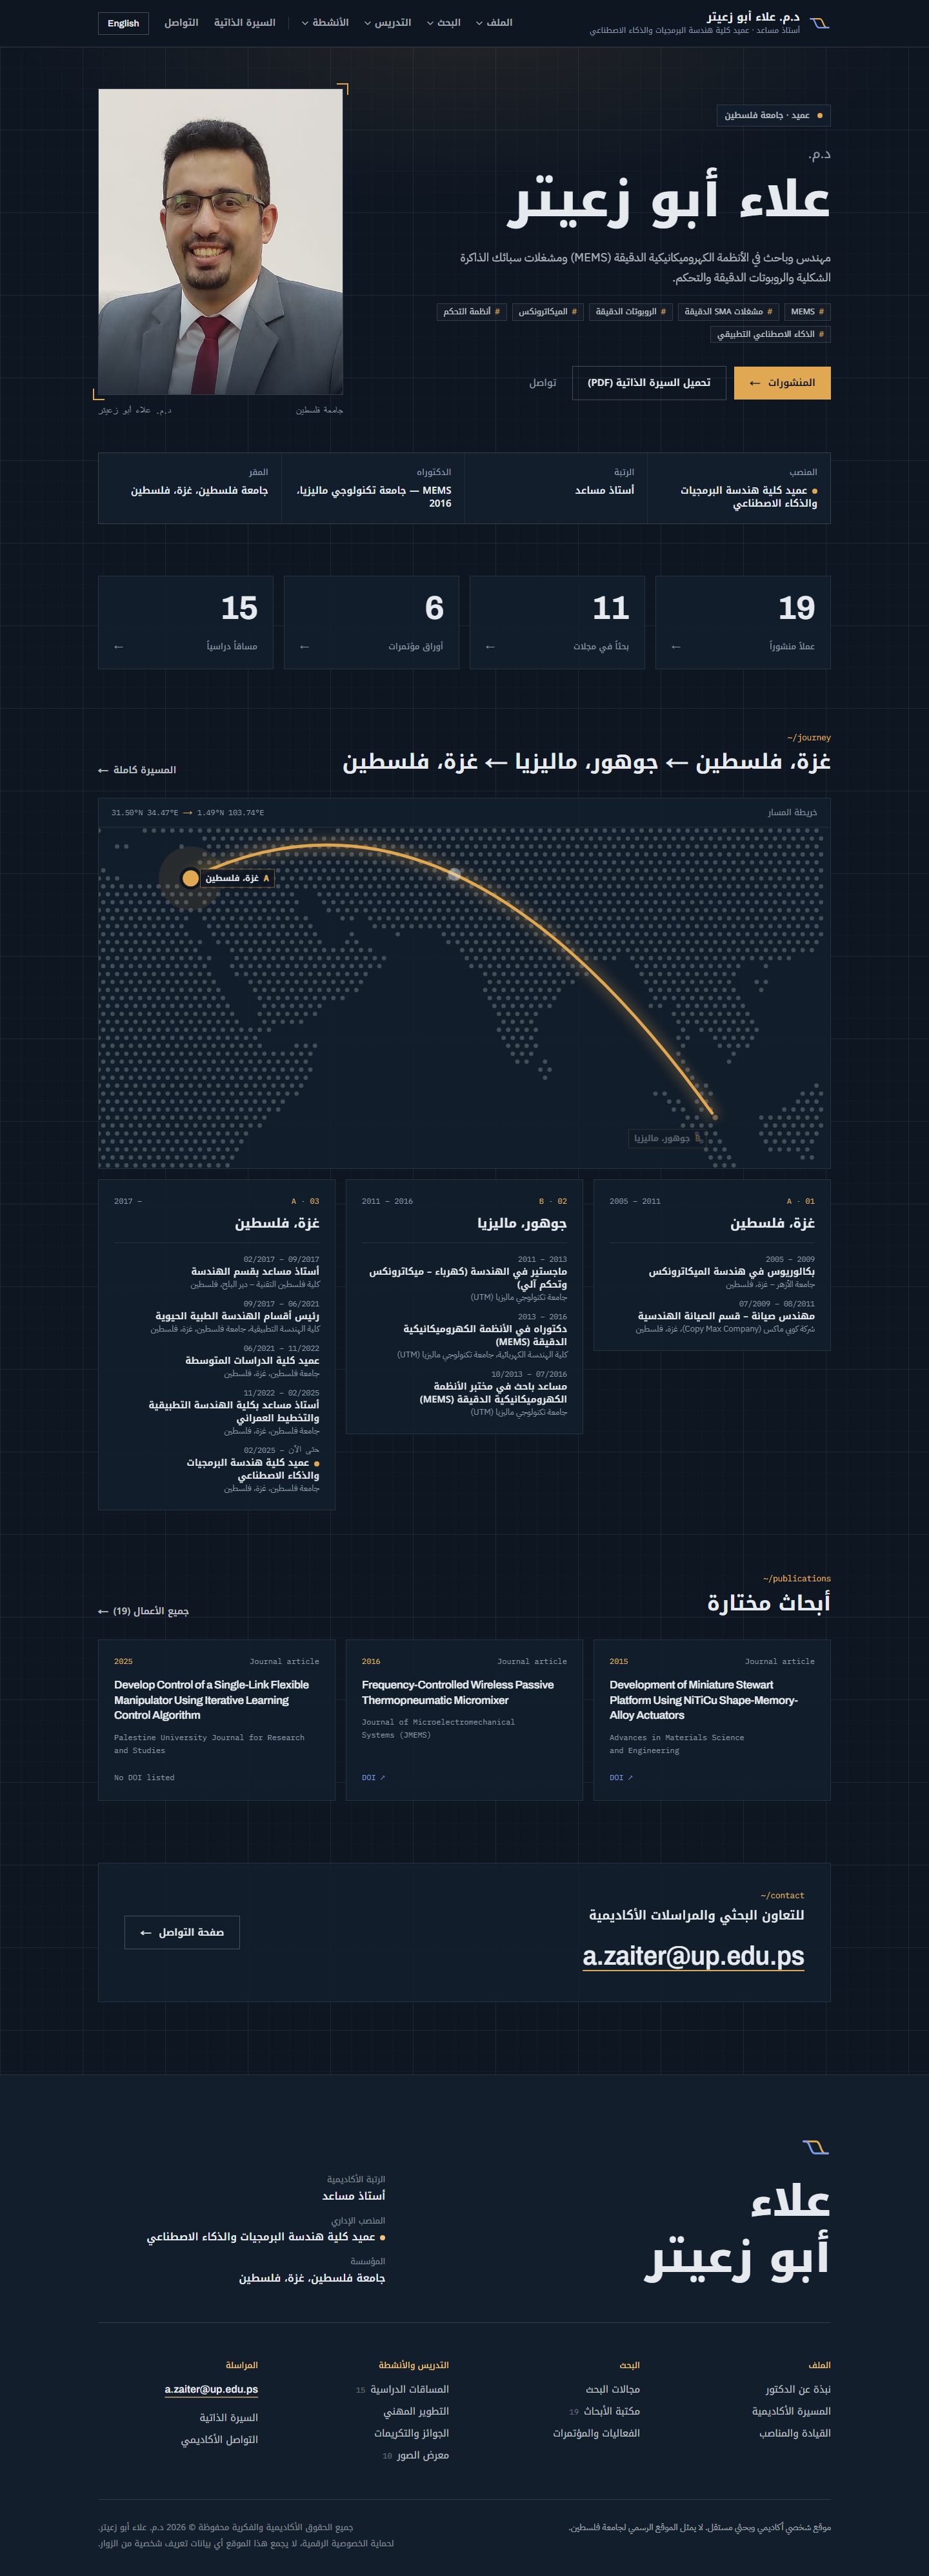 د.م. علاء أبو زعيتر
أستاذ مساعد · عميد كلية هندسة البرمجيات والذكاء الاصطناعي
الملف
البحث
التدريس
الأنشطة
السيرة الذاتية
التواصل
English
عميد · جامعة فلسطين
د.م.
علاء أبو زعيتر
مهندس وباحث في الأنظمة الكهروميكانيكية الدقيقة (MEMS) ومشغلات سبائك الذاكرة
الشكلية والروبوتات الدقيقة والتحكم.
# MEMS
# مشغلات SMA الدقيقة
# الروبوتات الدقيقة
# الميكاترونكس
# أنظمة التحكم
# الذكاء الاصطناعي التطبيقي
المنشورات ←
تحميل السيرة الذاتية (PDF)
تواصل
جامعة فلسطين
د.م. علاء أبو زعيتر
المنصب
عميد كلية هندسة البرمجيات
والذكاء الاصطناعي
الرتبة
أستاذ مساعد
الدكتوراه
MEMS — جامعة تكنولوجي ماليزيا،
2016
المقر
جامعة فلسطين، غزة، فلسطين
19
عملاً منشوراً ←
11
بحثاً في مجلات ←
6
أوراق مؤتمرات ←
15
مساقاً دراسياً ←
~/journey
غزة، فلسطين ← جوهور، ماليزيا ← غزة، فلسطين
المسيرة كاملة ←
خريطة المسار
31.50°N 34.47°E → 1.49°N 103.74°E
A غزة، فلسطين
B جوهور، ماليزيا
A · 01
2005 – 2011
غزة، فلسطين
2005 – 2009
بكالوريوس في هندسة الميكاترونكس
جامعة الأزهر – غزة، فلسطين
07/2009 – 08/2011
مهندس صيانة – قسم الصيانة الهندسية
شركة كوبي ماكس (Copy Max Company)، غزة، فلسطين
B · 02
2011 – 2016
جوهور، ماليزيا
2011 – 2013
ماجستير في الهندسة (كهرباء – ميكاترونكس
وتحكم آلي)
جامعة تكنولوجي ماليزيا (UTM)
2013 – 2016
دكتوراه في الأنظمة الكهروميكانيكية
الدقيقة (MEMS)
كلية الهندسة الكهربائية، جامعة تكنولوجي ماليزيا (UTM)
10/2013 – 07/2016
مساعد باحث في مختبر الأنظمة
الكهروميكانيكية الدقيقة (MEMS)
جامعة تكنولوجي ماليزيا (UTM)
A · 03
2017 –
غزة، فلسطين
02/2017 – 09/2017
أستاذ مساعد بقسم الهندسة
كلية فلسطين التقنية – دير البلح، فلسطين
09/2017 – 06/2021
رئيس أقسام الهندسة الطبية الحيوية
كلية الهندسة التطبيقية، جامعة فلسطين، غزة، فلسطين
06/2021 – 11/2022
عميد كلية الدراسات المتوسطة
جامعة فلسطين، غزة، فلسطين
11/2022 – 02/2025
أستاذ مساعد بكلية الهندسة التطبيقية
والتخطيط العمراني
جامعة فلسطين، غزة، فلسطين
02/2025 – حتى الآن
عميد كلية هندسة البرمجيات
والذكاء الاصطناعي
جامعة فلسطين، غزة، فلسطين
~/publications
أبحاث مختارة
جميع الأعمال (19) ←
Journal article
2015
Development of Miniature Stewart
Platform Using NiTiCu Shape-Memory-
Alloy Actuators
Advances in Materials Science
and Engineering
DOI ↗
Journal article
2016
Frequency-Controlled Wireless Passive
Thermopneumatic Micromixer
Journal of Microelectromechanical
Systems (JMEMS)
DOI ↗
Journal article
2025
Develop Control of a Single-Link Flexible
Manipulator Using Iterative Learning
Control Algorithm
Palestine University Journal for Research
and Studies
No DOI listed
~/contact
للتعاون البحثي والمراسلات الأكاديمية
a.zaiter@up.edu.ps
صفحة التواصل ←
علاء
أبو زعيتر
الرتبة الأكاديمية
أستاذ مساعد
المنصب الإداري
عميد كلية هندسة البرمجيات والذكاء الاصطناعي
المؤسسة
جامعة فلسطين، غزة، فلسطين
الملف
نبذة عن الدكتور
المسيرة الأكاديمية
القيادة والمناصب
البحث
مجالات البحث
مكتبة الأبحاث 19
الفعاليات والمؤتمرات
التدريس والأنشطة
المساقات الدراسية 15
التطوير المهني
الجوائز والتكريمات
معرض الصور 10
المراسلة
a.zaiter@up.edu.ps
السيرة الذاتية
التواصل الأكاديمي
موقع شخصي أكاديمي وبحثي مستقل. لا يمثل الموقع الرسمي لجامعة فلسطين.
جميع الحقوق الأكاديمية والفكرية محفوظة © 2026 د.م. علاء أبو زعيتر.
لحماية الخصوصية الرقمية، لا يجمع هذا الموقع أي بيانات تعريف شخصية من الزوار.